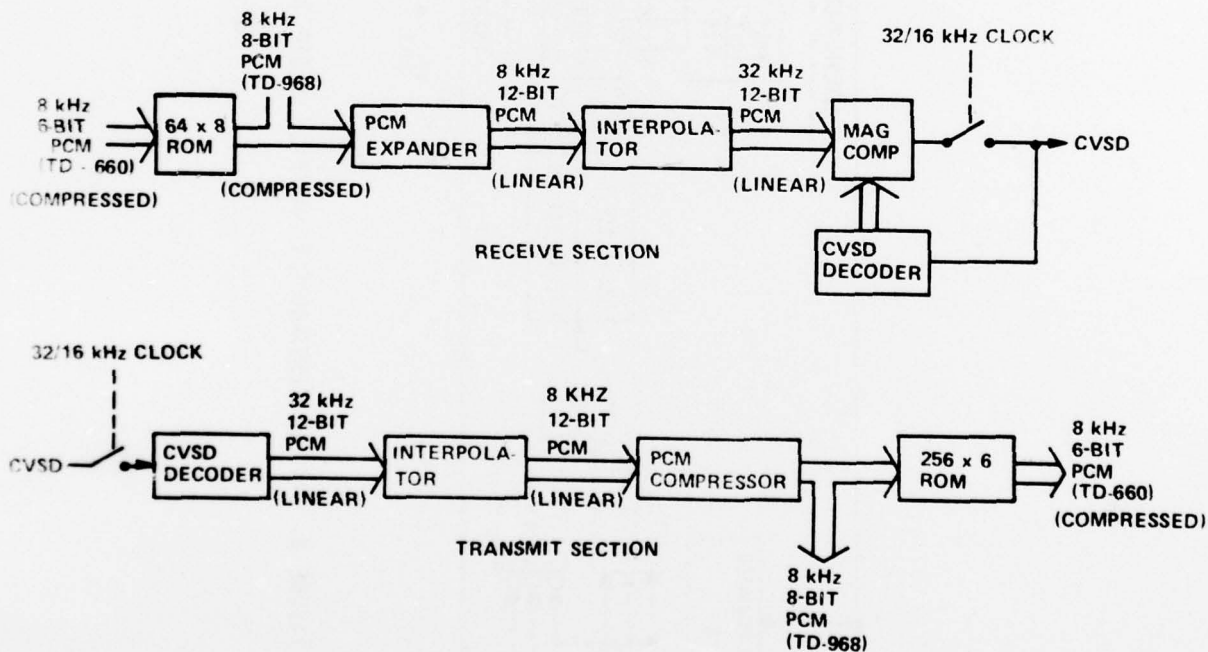 8 kHz
8-BIT
PCM
(TD-968)
32/16 kHz CLOCK
8 kHz
6-BIT
PCM
(TD - 660)
(COMPRESSED)
64 x 8
ROM
(COMPRESSED)
PCM
EXPANDER
8 kHz
12-BIT
PCM
(LINEAR)
INTERPOLA-
TOR
32 kHz
12-BIT
PCM
(LINEAR)
MAG
COMP
CVSD
CVSD
DECODER
RECEIVE SECTION
32/16 kHz CLOCK
CVSD
CVSD
DECODER
32 kHz
12-BIT
PCM
(LINEAR)
INTERPOLA-
TOR
8 KHZ
12-BIT
PCM
(LINEAR)
PCM
COMPRESSOR
256 x 6
ROM
8 kHz
6-BIT
PCM
(TD-660)
(COMPRESSED)
TRANSMIT SECTION
8 kHz
8-BIT
PCM
(TD-968)